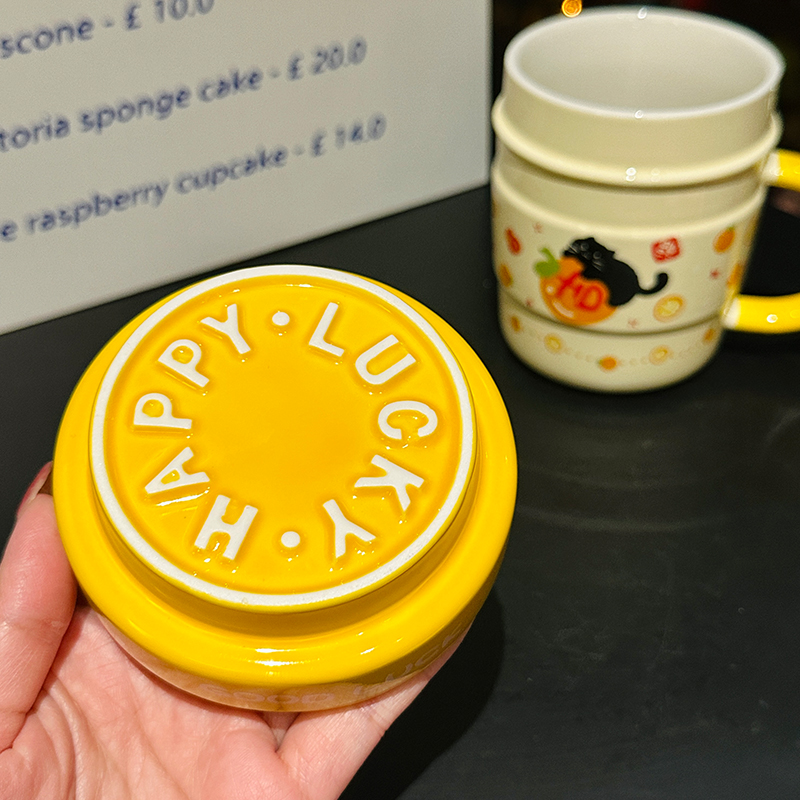 scone - £ 10.0
toria sponge cake - £ 20.0
e raspberry cupcake - £ 14.0
HAPPY · LUCKY ·